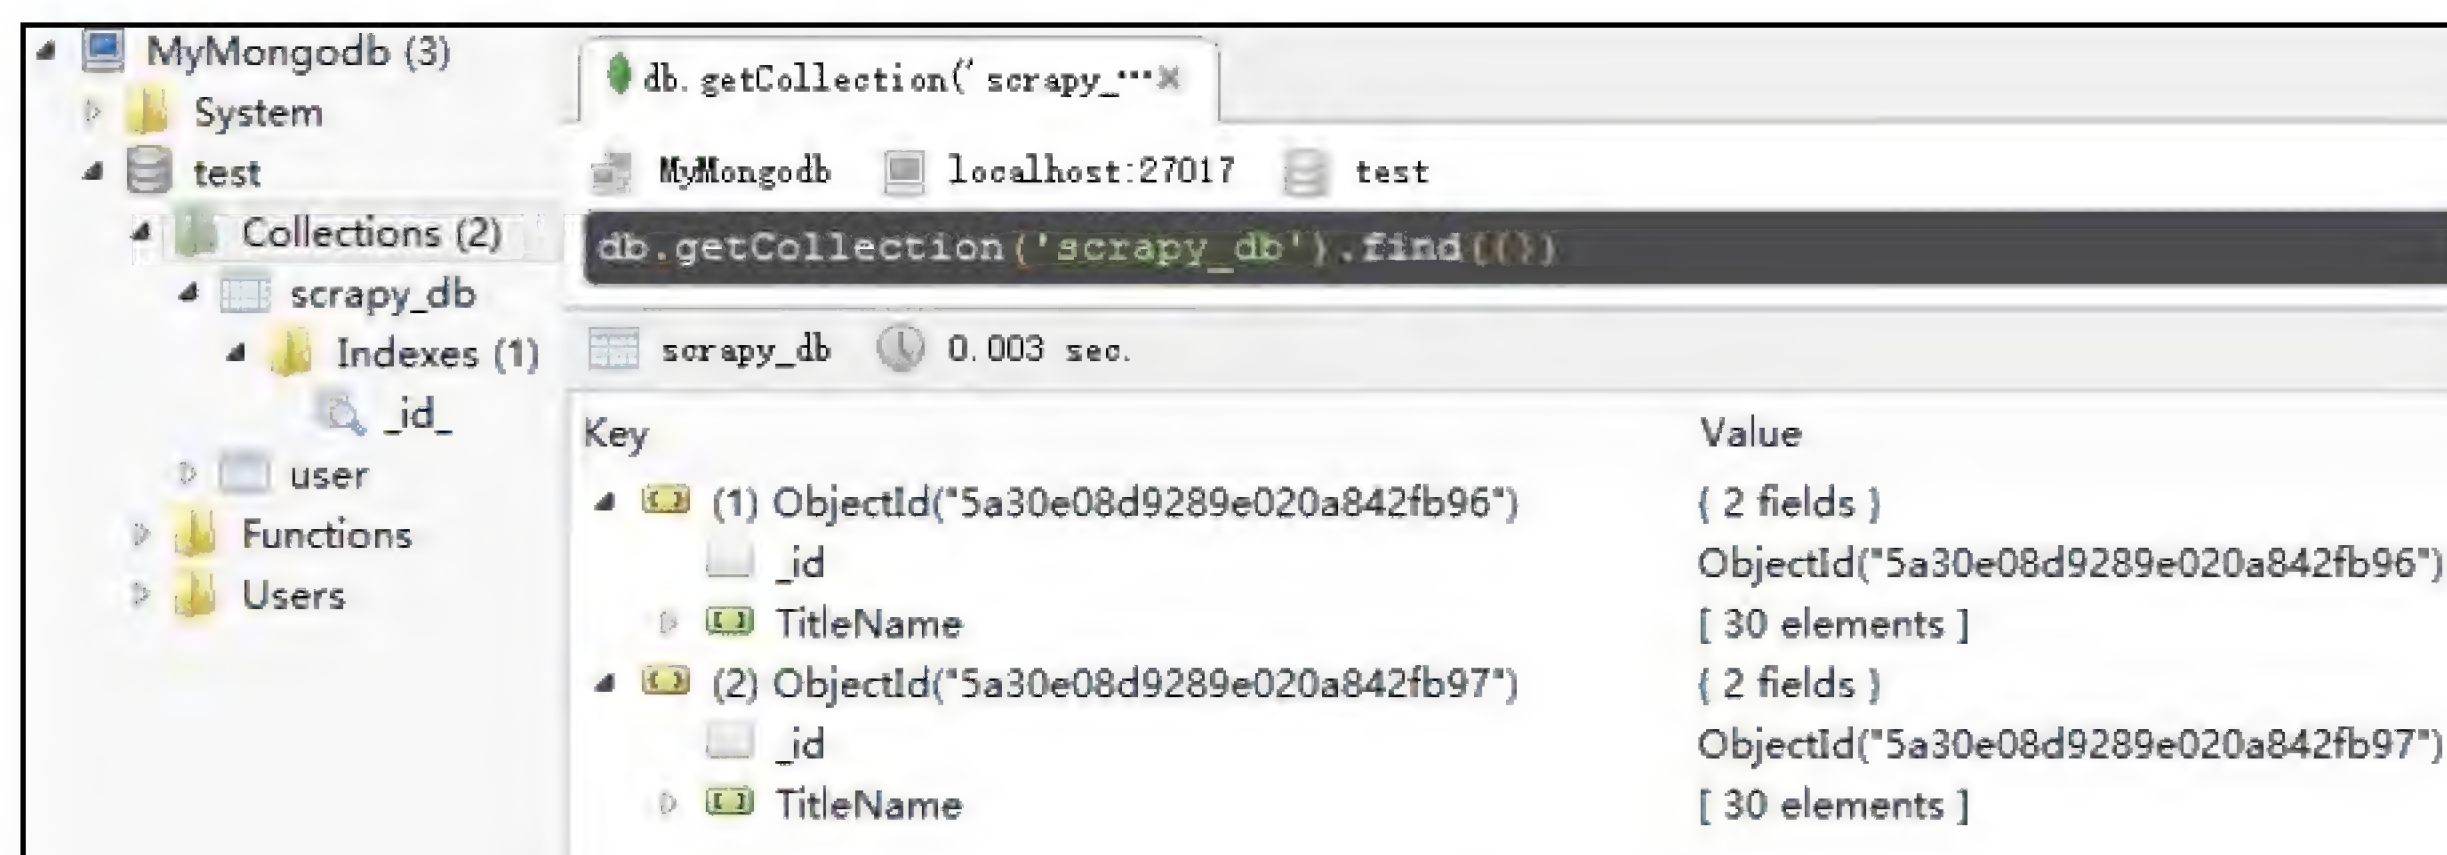 MyMongodb (3)
System
test
Collections (2)
scrapy_db
Indexes (1)
_id_
user
Functions
Users
db.getCollection('scrapy_...
MyMongodb localhost:27017 test
db.getCollection('scrapy_db').find({})
scrapy_db 0.003 sec.
Key Value
(1) ObjectId("5a30e08d9289e020a842fb96") { 2 fields }
_id ObjectId("5a30e08d9289e020a842fb96")
TitleName [ 30 elements ]
(2) ObjectId("5a30e08d9289e020a842fb97") { 2 fields }
_id ObjectId("5a30e08d9289e020a842fb97")
TitleName [ 30 elements ]